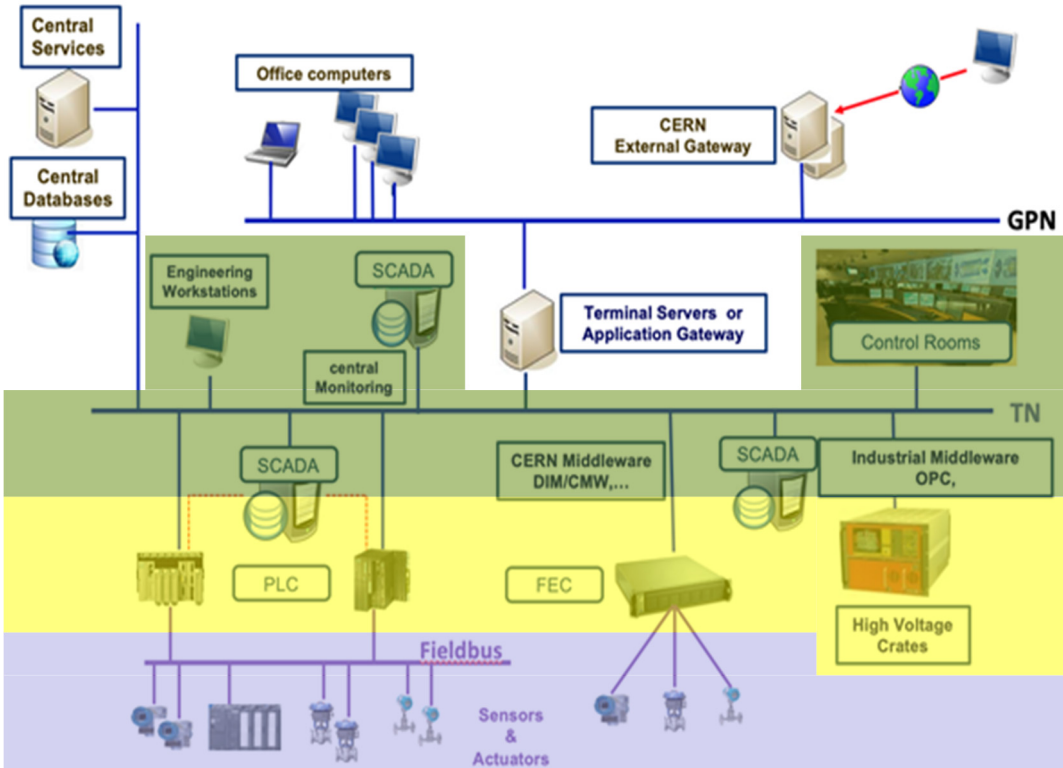 Central
Services
Office computers
CERN
External Gateway
Central
Databases
GPN
Engineering
Workstations
SCADA
Terminal Servers or
Application Gateway
Control Rooms
central
Monitoring
TN
SCADA
CERN Middleware
DIM/CMW,...
SCADA
Industrial Middleware
OPC,
PLC
FEC
High Voltage
Crates
Fieldbus
Sensors
&
Actuators